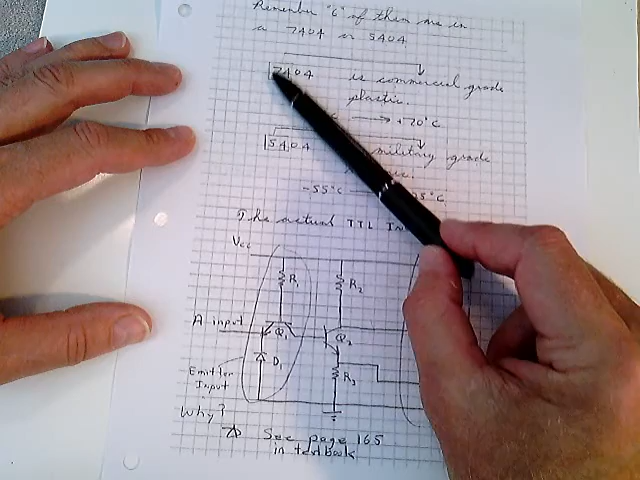 Remember "6" of them are in
a 7404 or 5404
7404 is commercial grade
plastic.
→ +70°C
5404 military grade
-55°C
The actual TTL
Vcc
R1
R2
A input
Q1
Q2
D1
R3
Emitter
Input
Why?
See page 165
in textbook